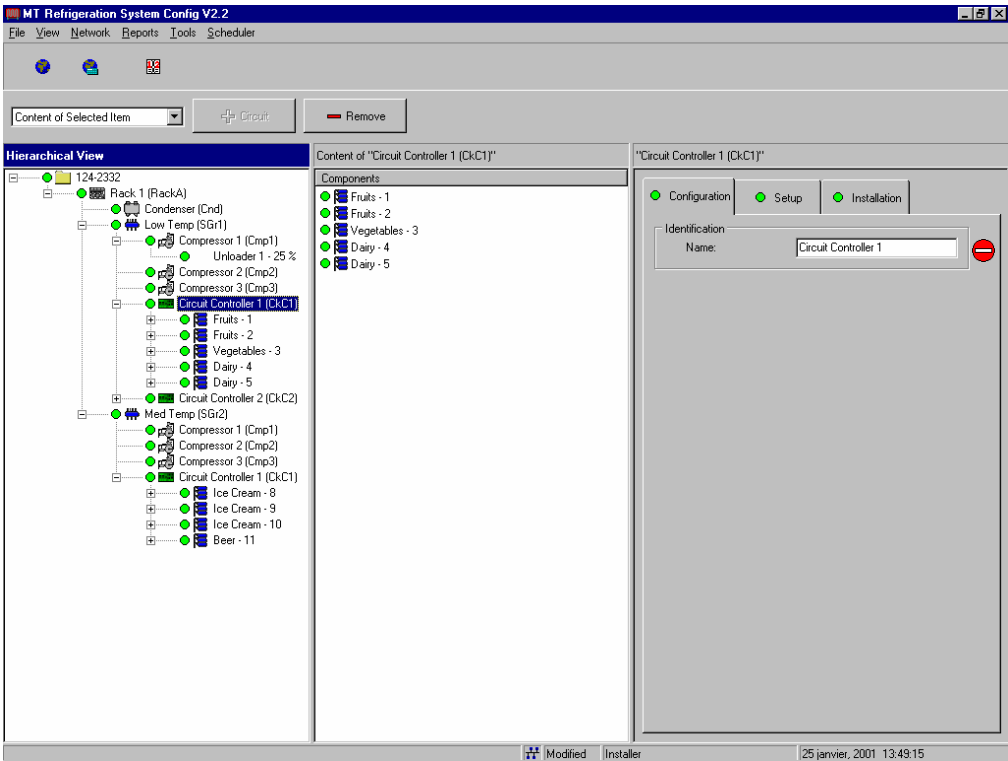 MT Refrigeration System Config V2.2
File View Network Reports Tools Scheduler
Content of Selected Item
Circuit
Remove
Hierarchical View
124-2332
Rack 1 (RackA)
Condenser (Cnd)
Low Temp (SGr1)
Compressor 1 (Cmp1)
Unloader 1 - 25 %
Compressor 2 (Cmp2)
Compressor 3 (Cmp3)
Circuit Controller 1 (CkC1)
Fruits - 1
Fruits - 2
Vegetables - 3
Dairy - 4
Dairy - 5
Circuit Controller 2 (CkC2)
Med Temp (SGr2)
Compressor 1 (Cmp1)
Compressor 2 (Cmp2)
Compressor 3 (Cmp3)
Circuit Controller 1 (CkC1)
Ice Cream - 8
Ice Cream - 9
Ice Cream - 10
Beer - 11
Content of "Circuit Controller 1 (CkC1)"
Components
Fruits - 1
Fruits - 2
Vegetables - 3
Dairy - 4
Dairy - 5
"Circuit Controller 1 (CkC1)"
Configuration Setup Installation
Identification
Name: Circuit Controller 1
Modified Installer 25 janvier, 2001 13:49:15